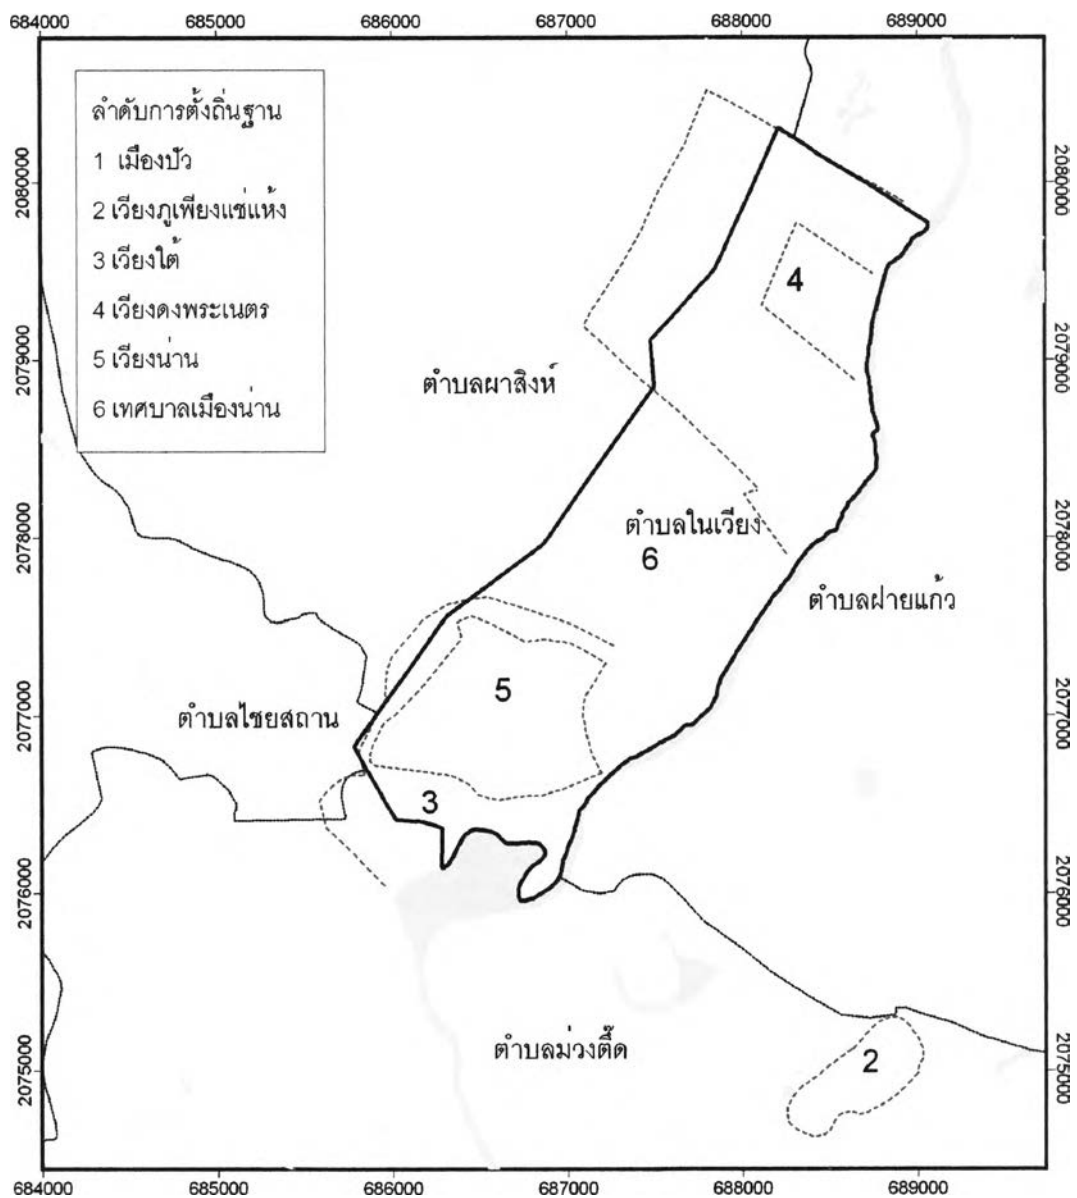 684000 685000 686000 687000 688000 689000
ลำดับการตั้งถิ่นฐาน
1 เมืองปัว
2 เวียงภูเพียงแช่แห้ง
3 เวียงใต้
4 เวียงดงพระเนตร
5 เวียงน่าน
6 เทศบาลเมืองน่าน
2080000 2080000
4
2079000 2079000
ตำบลผาสิงห์
ตำบลในเวียง
2078000 2078000
6
ตำบลฝายแก้ว
5
ตำบลไชยสถาน
2077000 2077000
3
2076000 2076000
ตำบลม่วงตึ๊ด
2
2075000 2075000
684000 685000 686000 687000 688000 689000